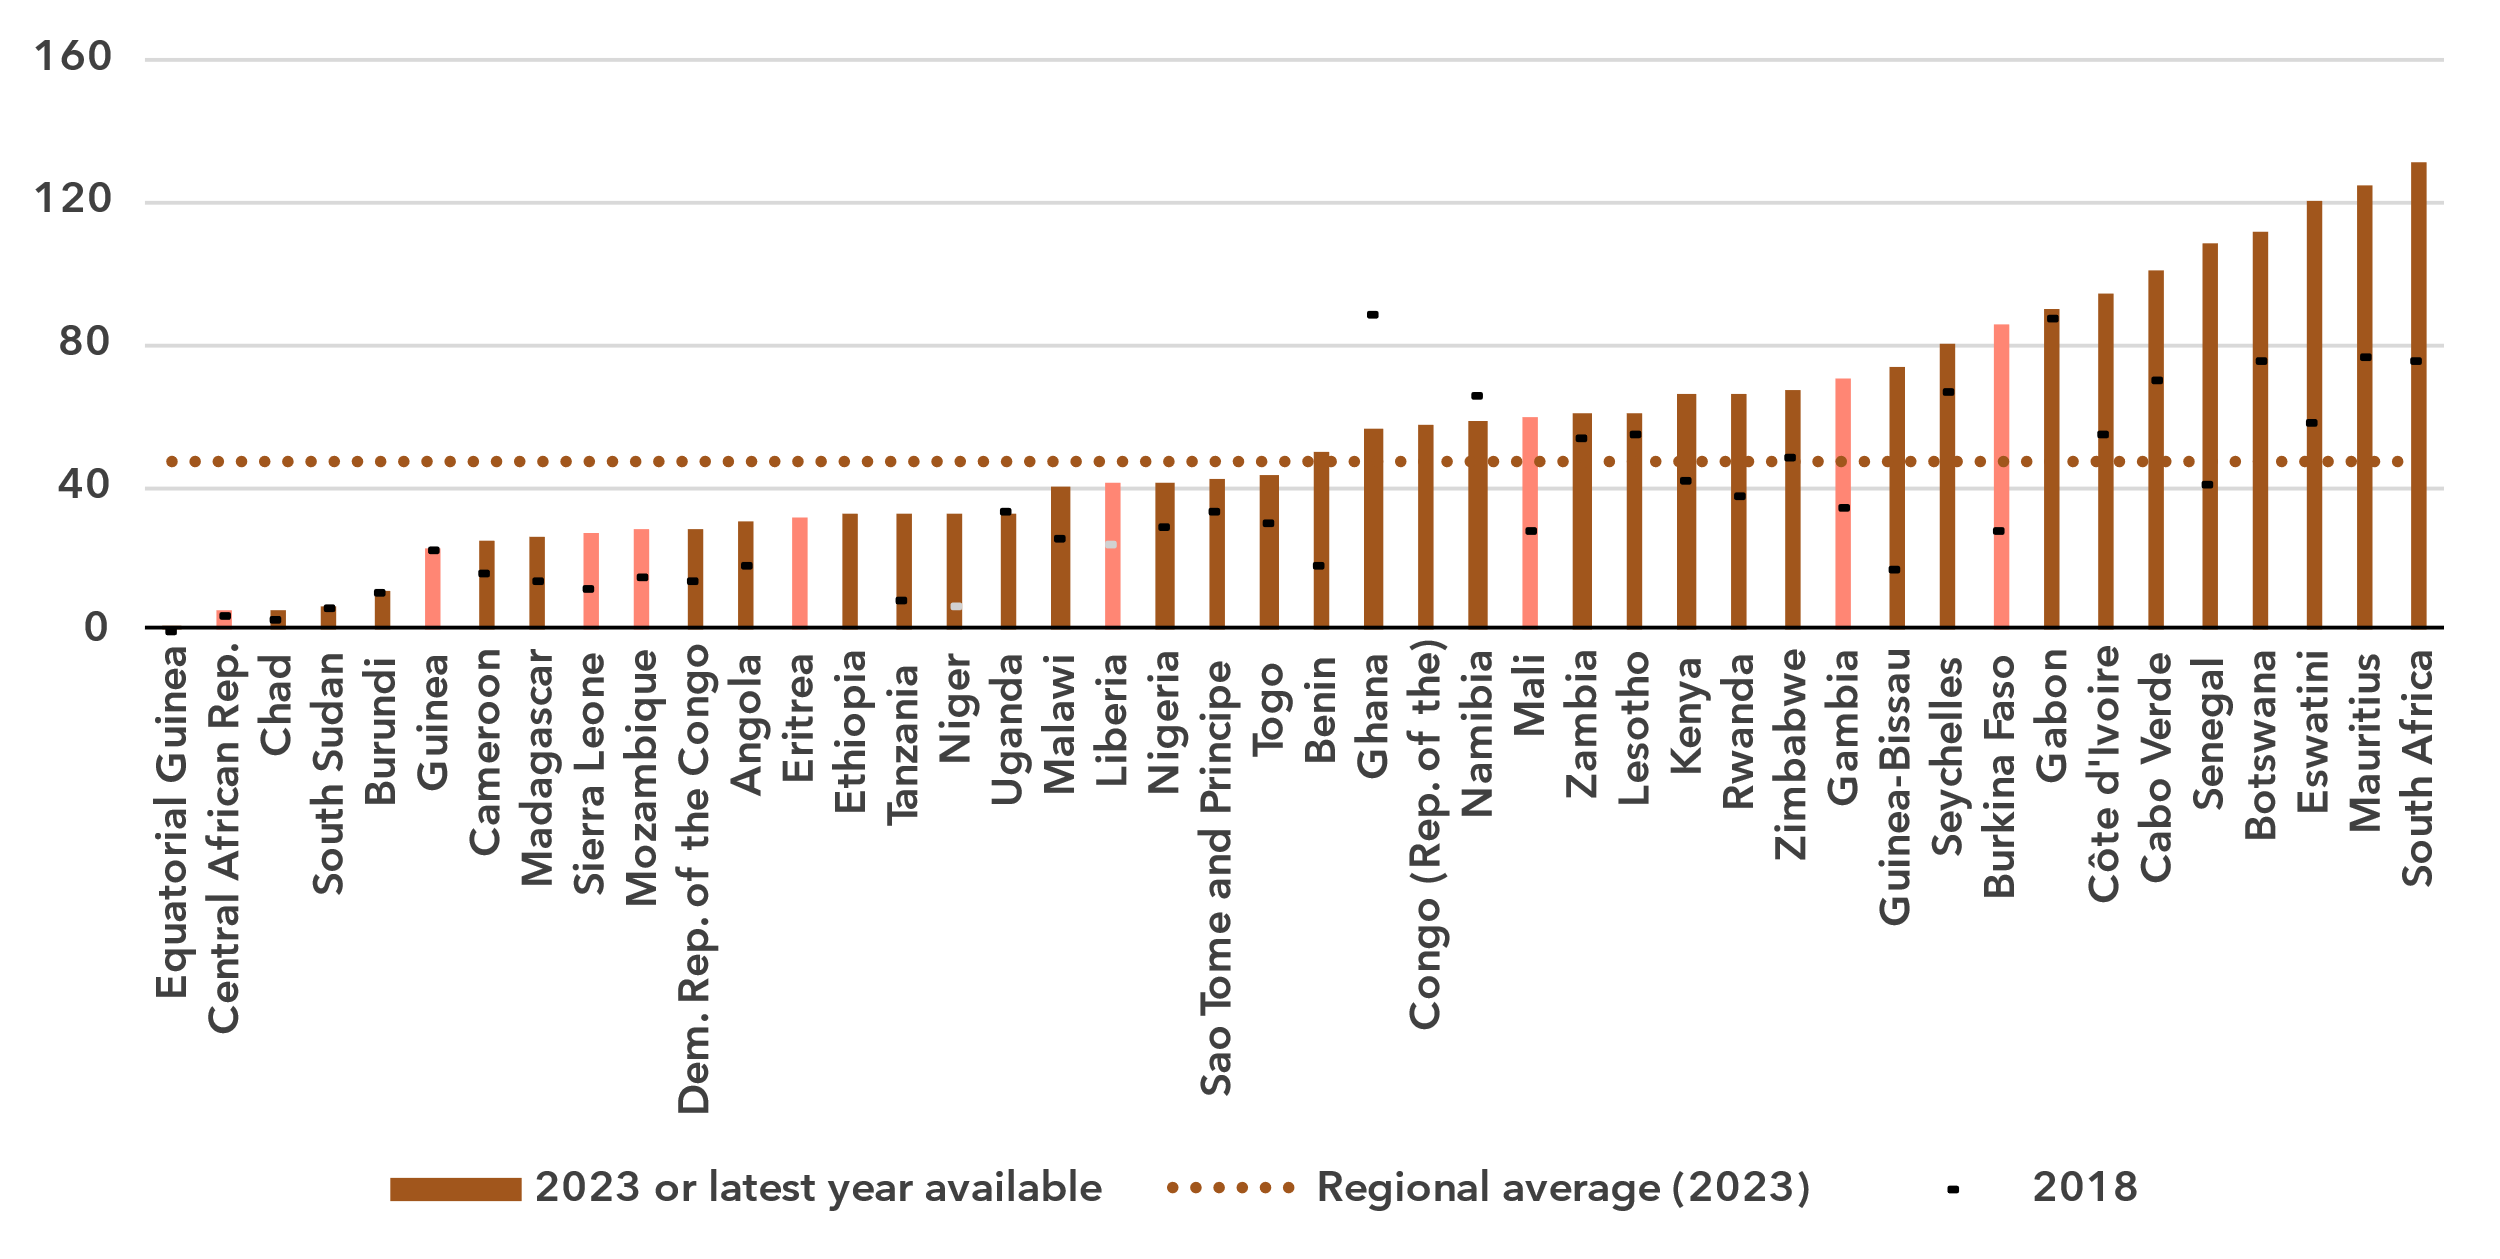 160
120
80
40
0
Equatorial Guinea
Central African Rep.
Chad
South Sudan
Burundi
Guinea
Cameroon
Madagascar
Sierra Leone
Mozambique
Dem. Rep. of the Congo
Angola
Eritrea
Ethiopia
Tanzania
Niger
Uganda
Malawi
Liberia
Nigeria
Sao Tome and Principe
Togo
Benin
Ghana
Congo (Rep. of the)
Namibia
Mali
Zambia
Lesotho
Kenya
Rwanda
Zimbabwe
Gambia
Guinea-Bissau
Seychelles
Burkina Faso
Gabon
Côte d'Ivoire
Cabo Verde
Senegal
Botswana
Eswatini
Mauritius
South Africa
2023 or latest year available
Regional average (2023)
2018